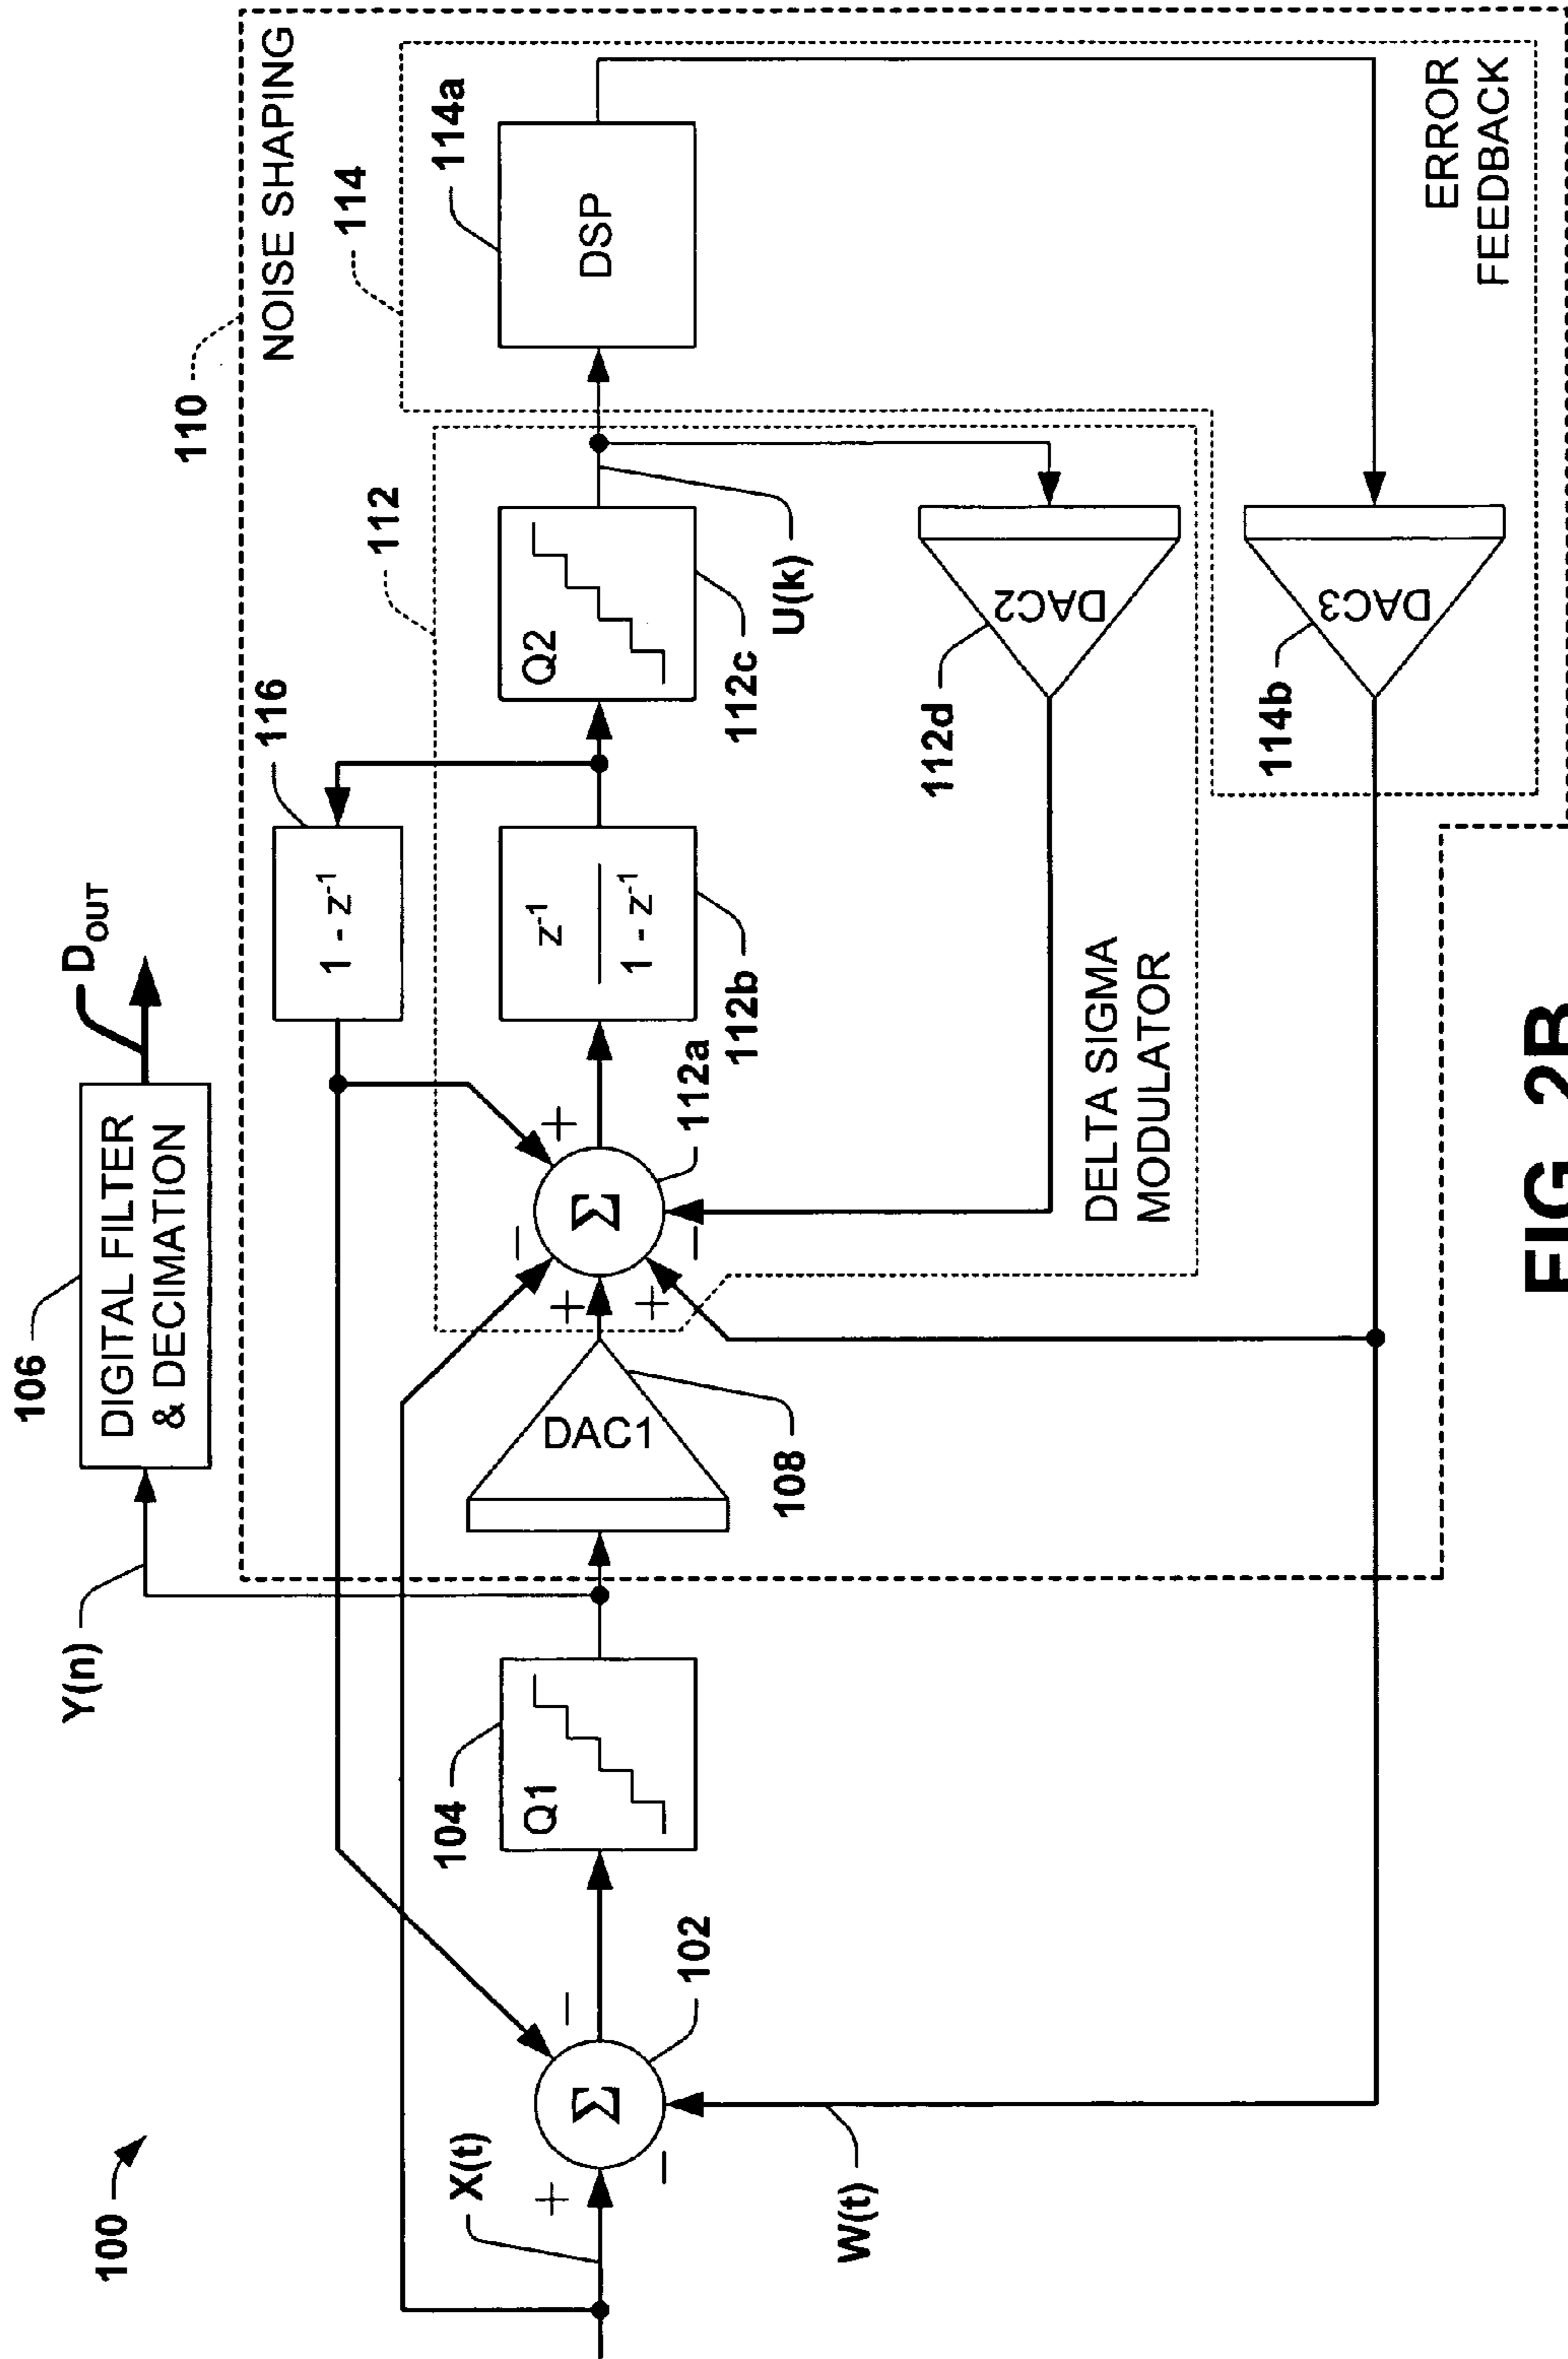 100
106
DIGITAL FILTER
& DECIMATION
D_OUT
Y(n)
110
NOISE SHAPING
116
1 - z⁻¹
112
114
114a
DSP
X(t)
+
−
−
Σ
102
104
Q1
DAC1
108
−
+
+
−
+
Σ
112a
z⁻¹
1 - z⁻¹
112b
Q2
112c
U(k)
DAC2
112d
DELTA SIGMA
MODULATOR
DAC3
114b
ERROR
FEEDBACK
W(t)
FIG 2B